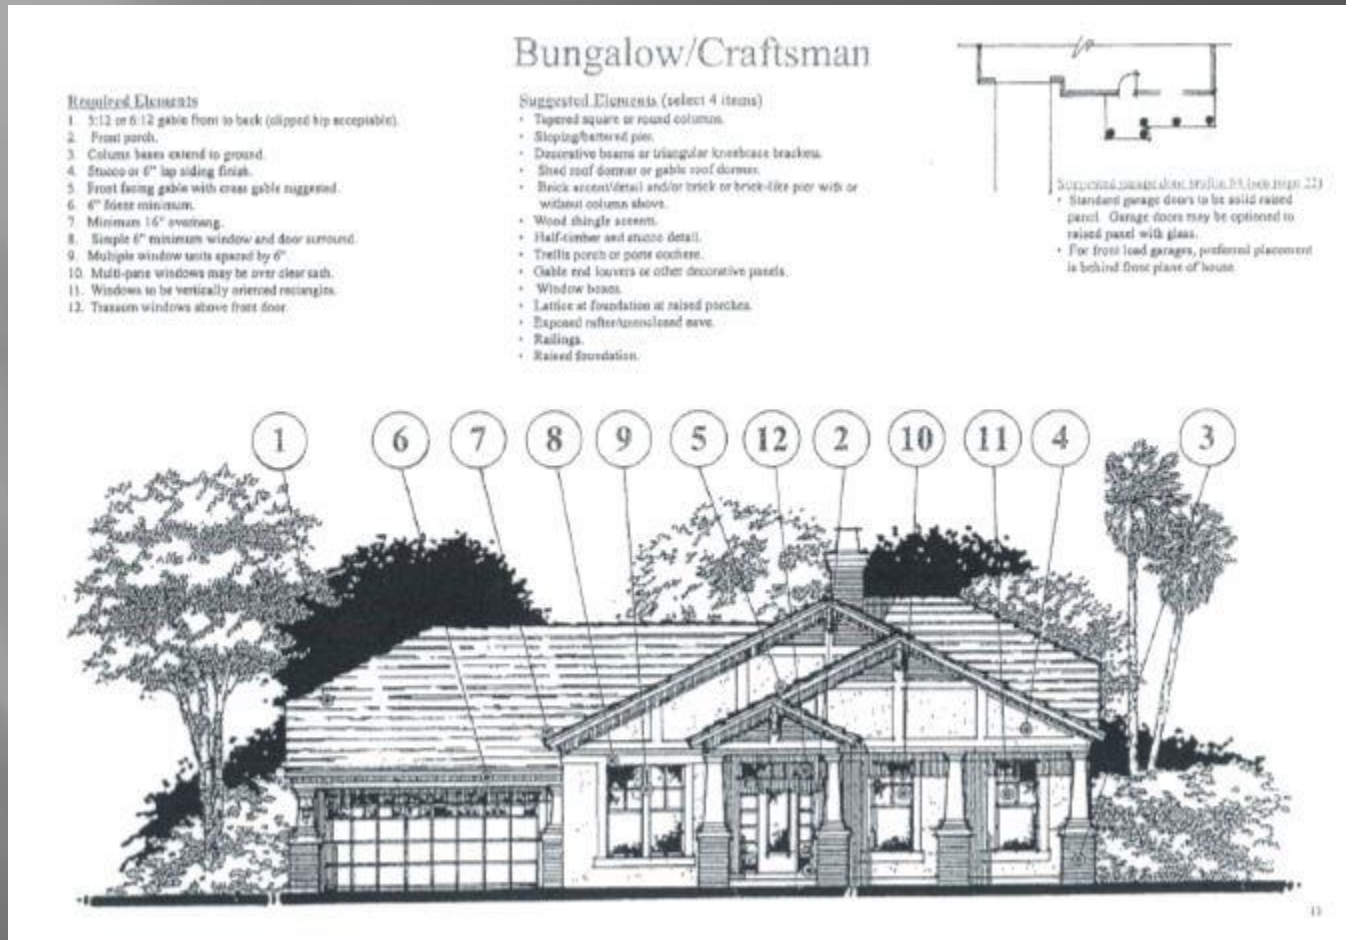 Bungalow/Craftsman
Required Elements
1. 5:12 or 6:12 gable front to back (clipped hip acceptable).
2. Front porch.
3. Column bases extend to ground.
4. Stucco or 6" lap siding finish.
5. Front facing gable with cross gable suggested.
6. 6" frieze minimum.
7. Minimum 16" overhang.
8. Simple 6" minimum window and door surround.
9. Multiple window units spaced by 6"
10. Multi-pane windows may be over clear sash.
11. Windows to be vertically oriented rectangles.
12. Transom windows above front door.
Suggested Elements (select 4 items)
• Tapered square or round columns.
• Sloping/battered pier.
• Decorative beams or triangular kneebrace brackets.
• Shed roof dormer or gable roof dormer.
• Brick accent/detail and/or brick or brick-like pier with or
without column above.
• Wood shingle accents.
• Half-timber and stucco detail.
• Trellis porch or porte cochere.
• Gable end louvers or other decorative panels.
• Window boxes.
• Lattice at foundation at raised porches.
• Exposed rafter/unenclosed eave.
• Railings.
• Raised foundation.
Suggested garage door (see page 22)
• Standard garage doors to be solid raised
panel. Garage doors may be optioned to
raised panel with glass.
• For front load garages, preferred placement
is behind front plane of house
1 6 7 8 9 5 12 2 10 11 4 3